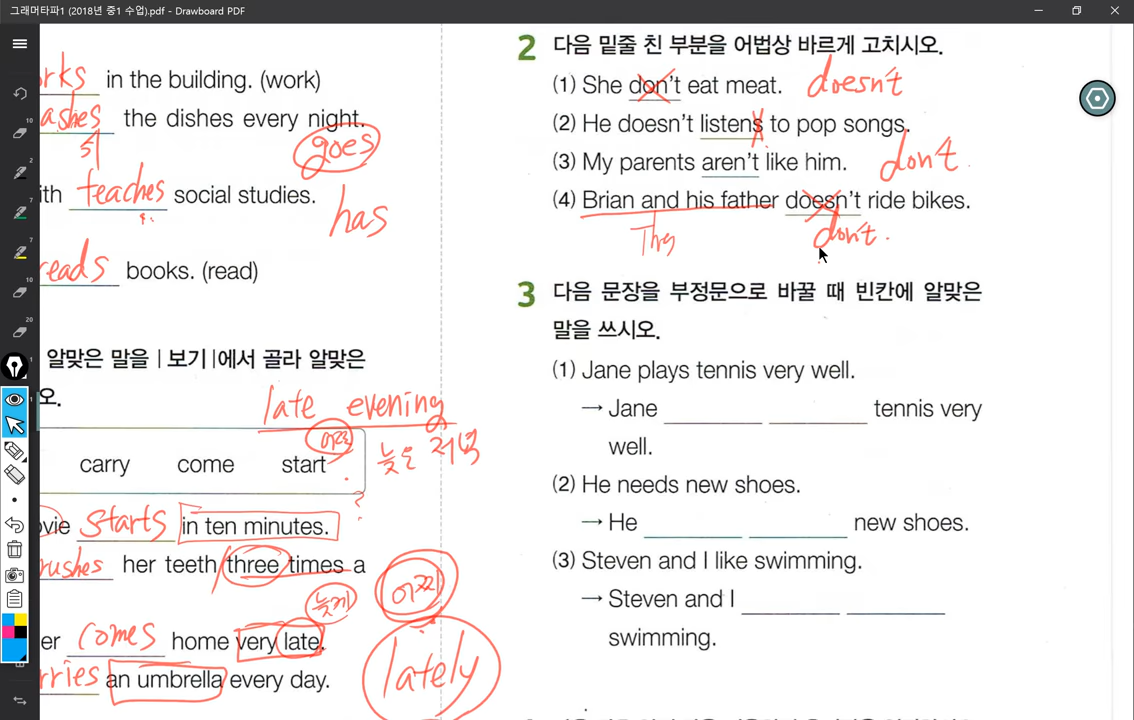 그래머타파1 (2018년 중1 수업).pdf - Drawboard PDF
in the building. (work)
the dishes every night.
goes
teaches social studies.
has
reads books. (read)
알맞은 말을 |보기|에서 골라 알맞은
오.
late evening
어찌
늦은 저녁
carry come start
starts in ten minutes.
her teeth three times a
늦게
어찌
comes home very late.
an umbrella every day.
lately
2 다음 밑줄 친 부분을 어법상 바르게 고치시오.
(1) She don't eat meat. doesn't
(2) He doesn't listens to pop songs.
(3) My parents aren't like him. don't
(4) Brian and his father doesn't ride bikes.
They don't.
3 다음 문장을 부정문으로 바꿀 때 빈칸에 알맞은
말을 쓰시오.
(1) Jane plays tennis very well.
→ Jane tennis very
well.
(2) He needs new shoes.
→ He new shoes.
(3) Steven and I like swimming.
→ Steven and I
swimming.